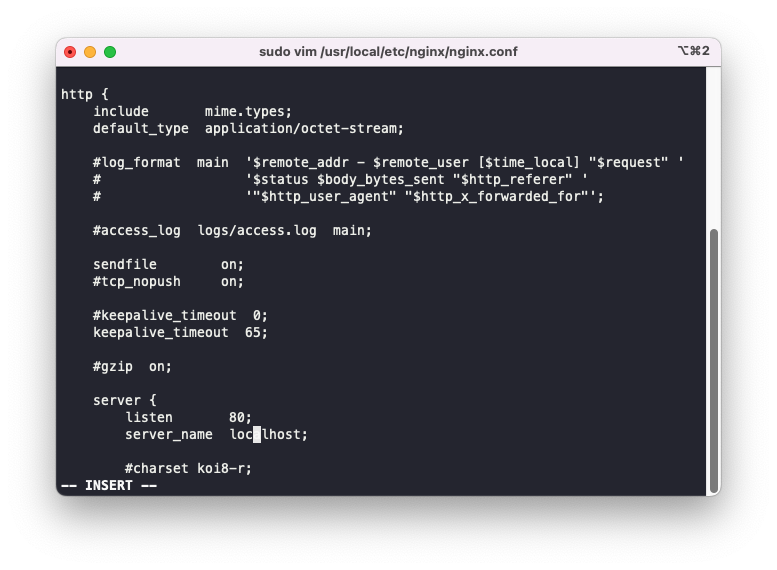 sudo vim /usr/local/etc/nginx/nginx.conf ⌥⌘2
http {
    include       mime.types;
    default_type  application/octet-stream;
    #log_format  main  '$remote_addr - $remote_user [$time_local] "$request" '
    #                  '$status $body_bytes_sent "$http_referer" '
    #                  '"$http_user_agent" "$http_x_forwarded_for"';
    #access_log  logs/access.log  main;
    sendfile        on;
    #tcp_nopush     on;
    #keepalive_timeout  0;
    keepalive_timeout  65;
    #gzip  on;
    server {
        listen       80;
        server_name  localhost;
        #charset koi8-r;
-- INSERT --